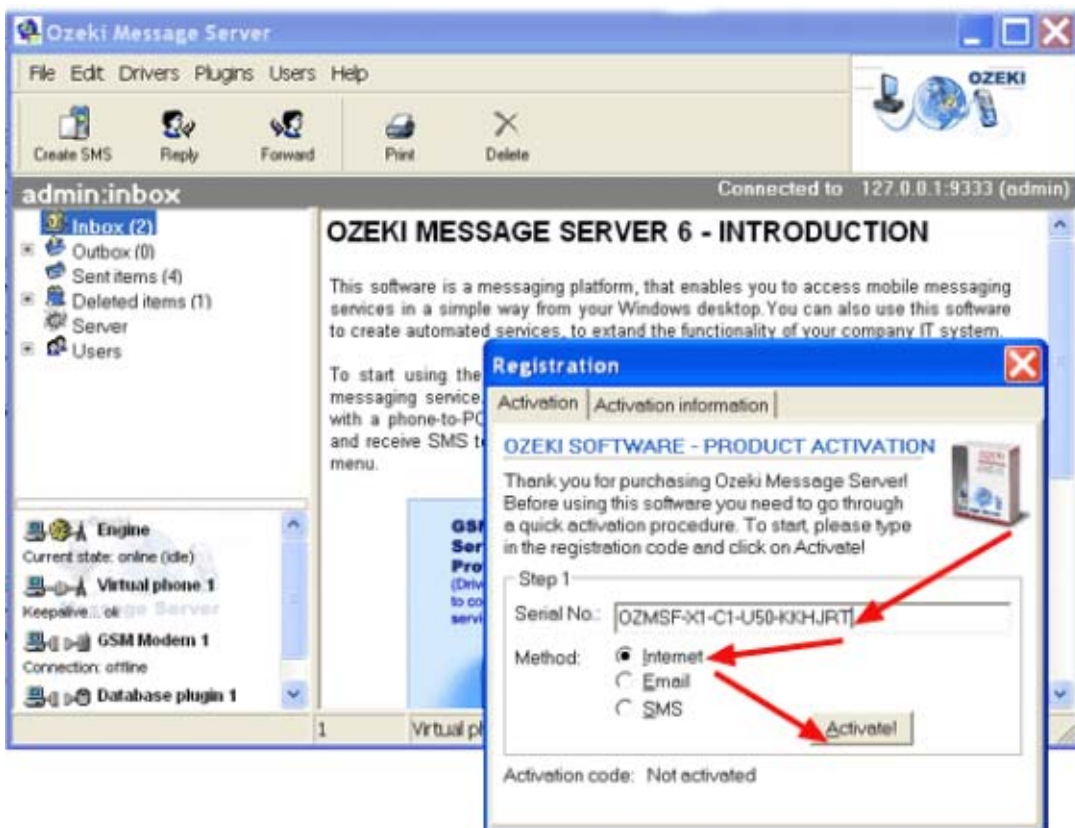 Ozeki Message Server
File Edit Drivers Plugins Users Help
OZEKI
Create SMS Reply Forward Print Delete
admin:inbox
Connected to 127.0.0.1:9333 (admin)
Inbox (2)
Outbox (0)
Sent items (4)
Deleted items (1)
Server
Users
OZEKI MESSAGE SERVER 6 - INTRODUCTION
This software is a messaging platform, that enables you to access mobile messaging
services in a simple way from your Windows desktop. You can also use this software
to create automated services, to extand the functionality of your company IT system.
To start using the
messaging service.
with a phone-to-PC
and receive SMS
menu.
Engine
Current state: online (idle)
Virtual phone 1
Keepalive: ok
GSM Modem 1
Connection: offline
Database plugin 1
1
Virtual
Registration
Activation
Activation information
OZEKI SOFTWARE - PRODUCT ACTIVATION
Thank you for purchasing Ozeki Message Server!
Before using this software you need to go through
a quick activation procedure. To start, please type
in the registration code and click on Activate!
Step 1
Serial No.: OZMSF-X1-C1-U50-KKHJRT
Method: Internet
Email
SMS
Activate!
Activation code: Not activated